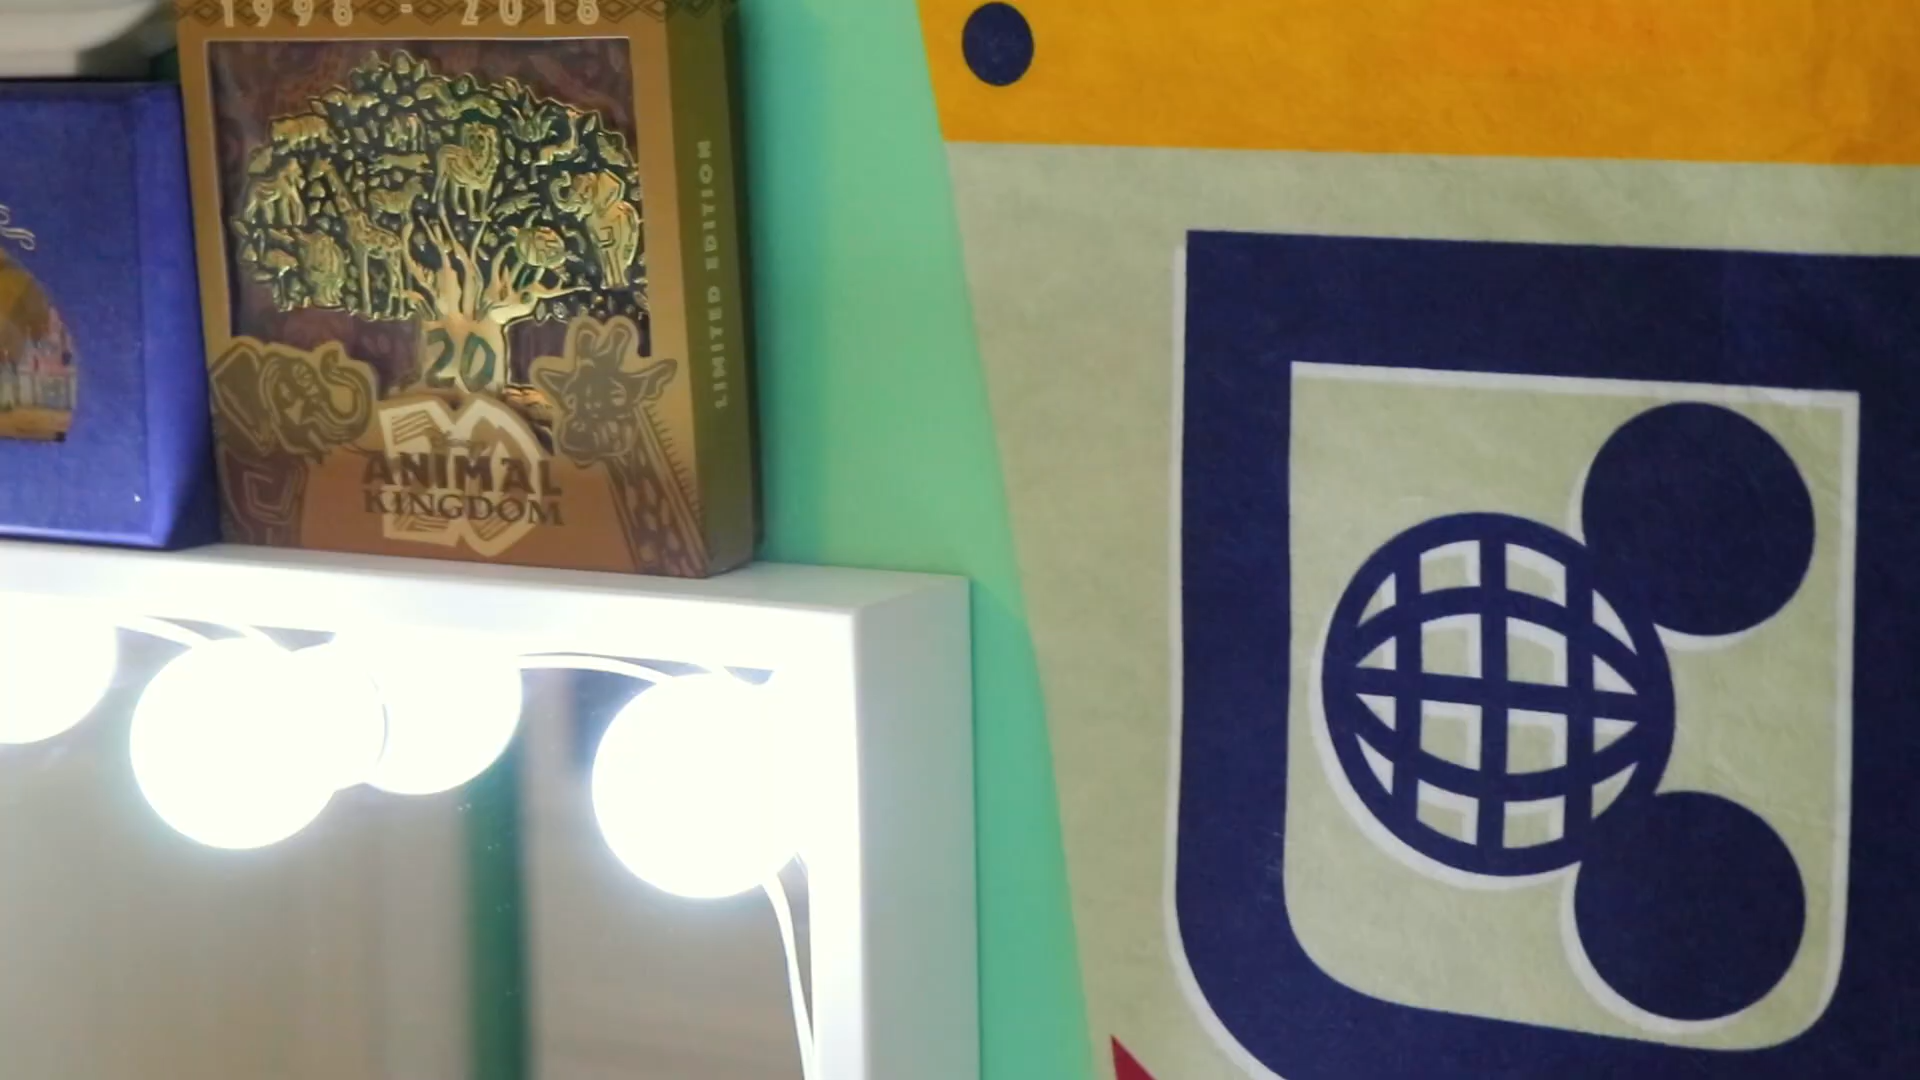 1998 - 2018
20
ANIMAL
KINGDOM
LIMITED EDITION